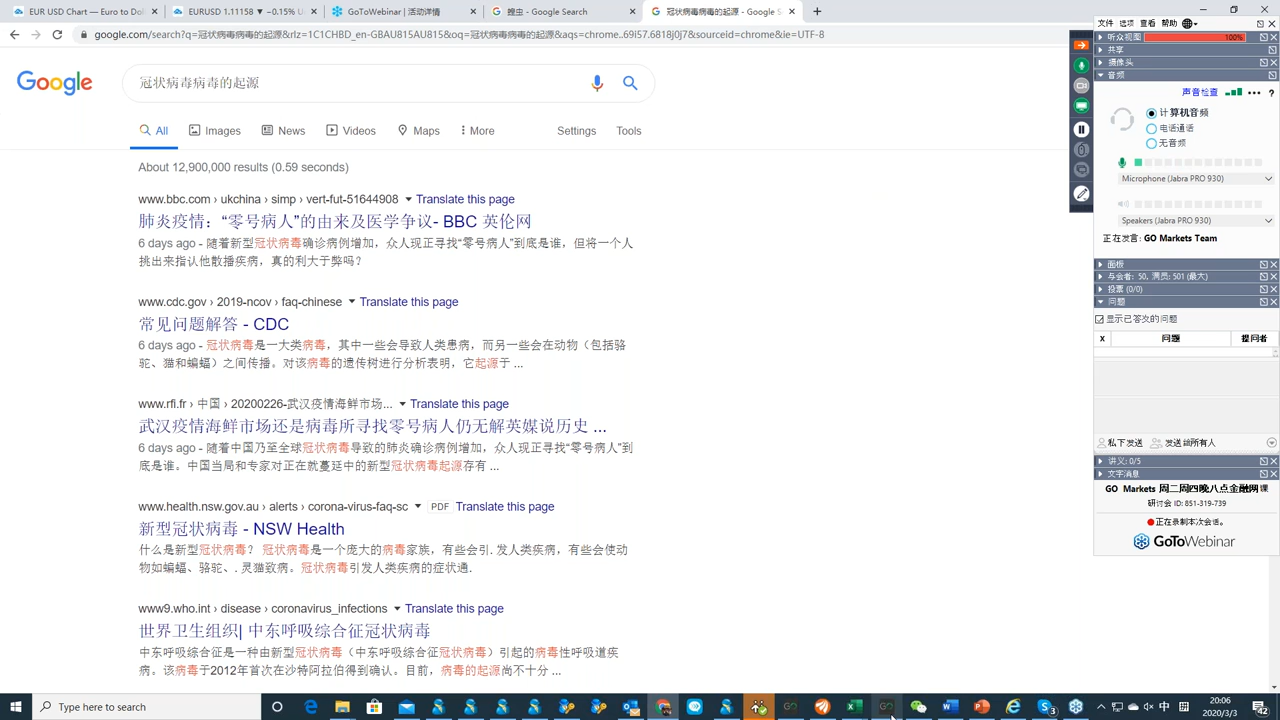 EUR USD Chart — Euro to Dol
EURUSD 1.11158 ▼ −0.15% U
GoToWebinar | 活动详情
蝗虫 - Google Search
冠状病毒病毒的起源 - Google S
google.com/search?q=冠状病毒病毒的起源&rlz=1C1CHBD_en-GBAU815AU815&oq=冠状病毒病毒的起源&aqs=chrome..69i57.6818j0j7&sourceid=chrome&ie=UTF-8
Google
冠状病毒病毒的起源
All Images News Videos Maps More Settings Tools
About 12,900,000 results (0.59 seconds)
www.bbc.com › ukchina › simp › vert-fut-51644908 ▼ Translate this page
肺炎疫情：“零号病人”的由来及医学争议- BBC 英伦网
6 days ago - 随着新型冠状病毒确诊病例增加，众人现正寻找“零号病人”到底是谁，但将一个人
挑出来指认他散播疾病，真的利大于弊吗？
www.cdc.gov › 2019-ncov › faq-chinese ▼ Translate this page
常见问题解答 - CDC
6 days ago - 冠状病毒是一大类病毒，其中一些会导致人类患病，而另一些会在动物（包括骆
驼、猫和蝙蝠）之间传播。对该病毒的遗传树进行分析表明，它起源于 ...
www.rfi.fr › 中国 › 20200226-武汉疫情海鲜市场... ▼ Translate this page
武汉疫情海鲜市场还是病毒所寻找零号病人仍无解英媒说历史 ...
6 days ago - 随着中国乃至全球冠状病毒导致的肺炎确诊病例增加，众人现正寻找“零号病人”到
底是谁。中国当局和专家对正在肆蔓延中的新型冠状病毒起源存有 ...
www.health.nsw.gov.au › alerts › corona-virus-faq-sc ▼ PDF Translate this page
新型冠状病毒 - NSW Health
什么是新型冠状病毒？ 冠状病毒是一个庞大的病毒家族，有些会引. 发人类疾病，有些会使动
物如蝙蝠、骆驼、. 灵猫致病。冠状病毒引发人类疾病的症状通.
www9.who.int › disease › coronavirus_infections ▼ Translate this page
世界卫生组织| 中东呼吸综合征冠状病毒
中东呼吸综合征是一种由新型冠状病毒（中东呼吸综合征冠状病毒）引起的病毒性呼吸道疾
病。该病毒于2012年首次在沙特阿拉伯得到确认。目前，病毒的起源尚不十分 ...
文件 选项 查看 帮助
听众视图 100%
共享
摄像头
音频
声音检查 ••• ?
计算机音频
电话通话
无音频
Microphone (Jabra PRO 930)
Speakers (Jabra PRO 930)
正在发言: GO Markets Team
面板
与会者: 50, 满员: 501 (最大)
投票 (0/0)
问题
显示已答次的问题
X 问题 提问者
私下发送 发送给所有人
讲义: 0/5
文字消息
GO Markets 周二周四晚八点金融网课
研讨会 ID: 851-319-739
正在录制本次会话。
GoToWebinar
Type here to search
中 拼
20:06
2020/3/3